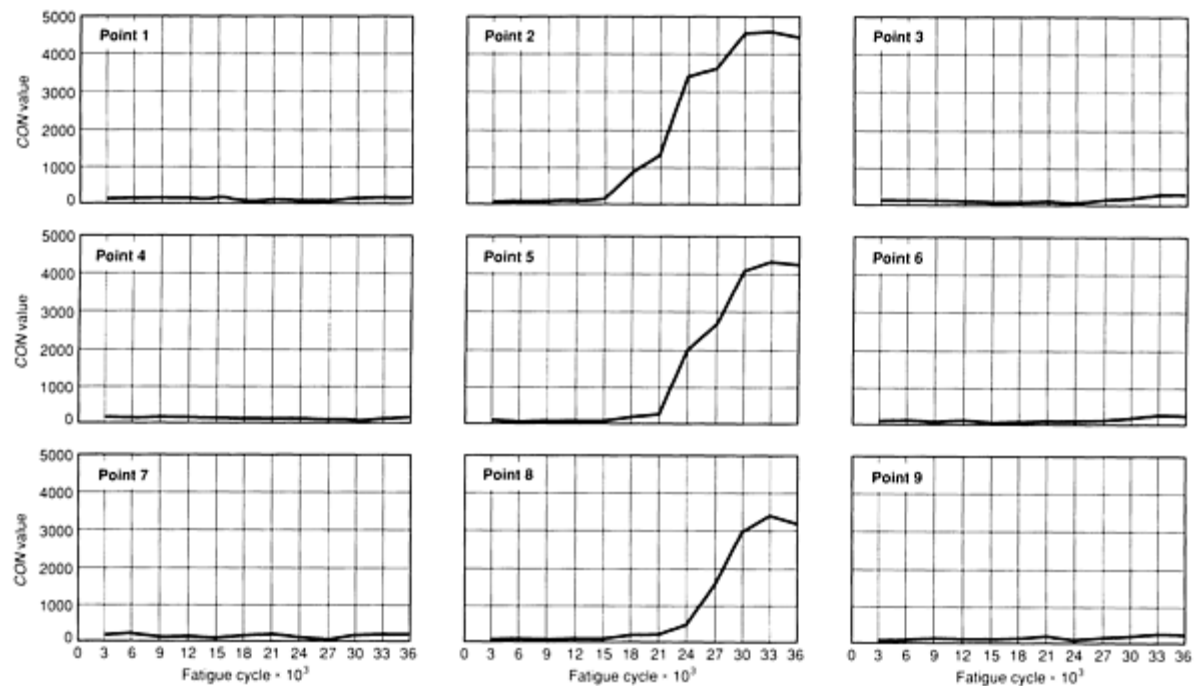 5000
Point 1
4000
3000
2000
1000
0
CON value
Point 2
Point 3
5000
Point 4
4000
3000
2000
1000
0
CON value
Point 5
Point 6
5000
Point 7
4000
3000
2000
1000
0
CON value
0 3 6 9 12 15 18 21 24 27 30 33 36
Fatigue cycle × 10³
Point 8
0 3 6 9 12 15 18 21 24 27 30 33 36
Fatigue cycle × 10³
Point 9
0 3 6 9 12 15 18 21 24 27 30 33 36
Fatigue cycle × 10³